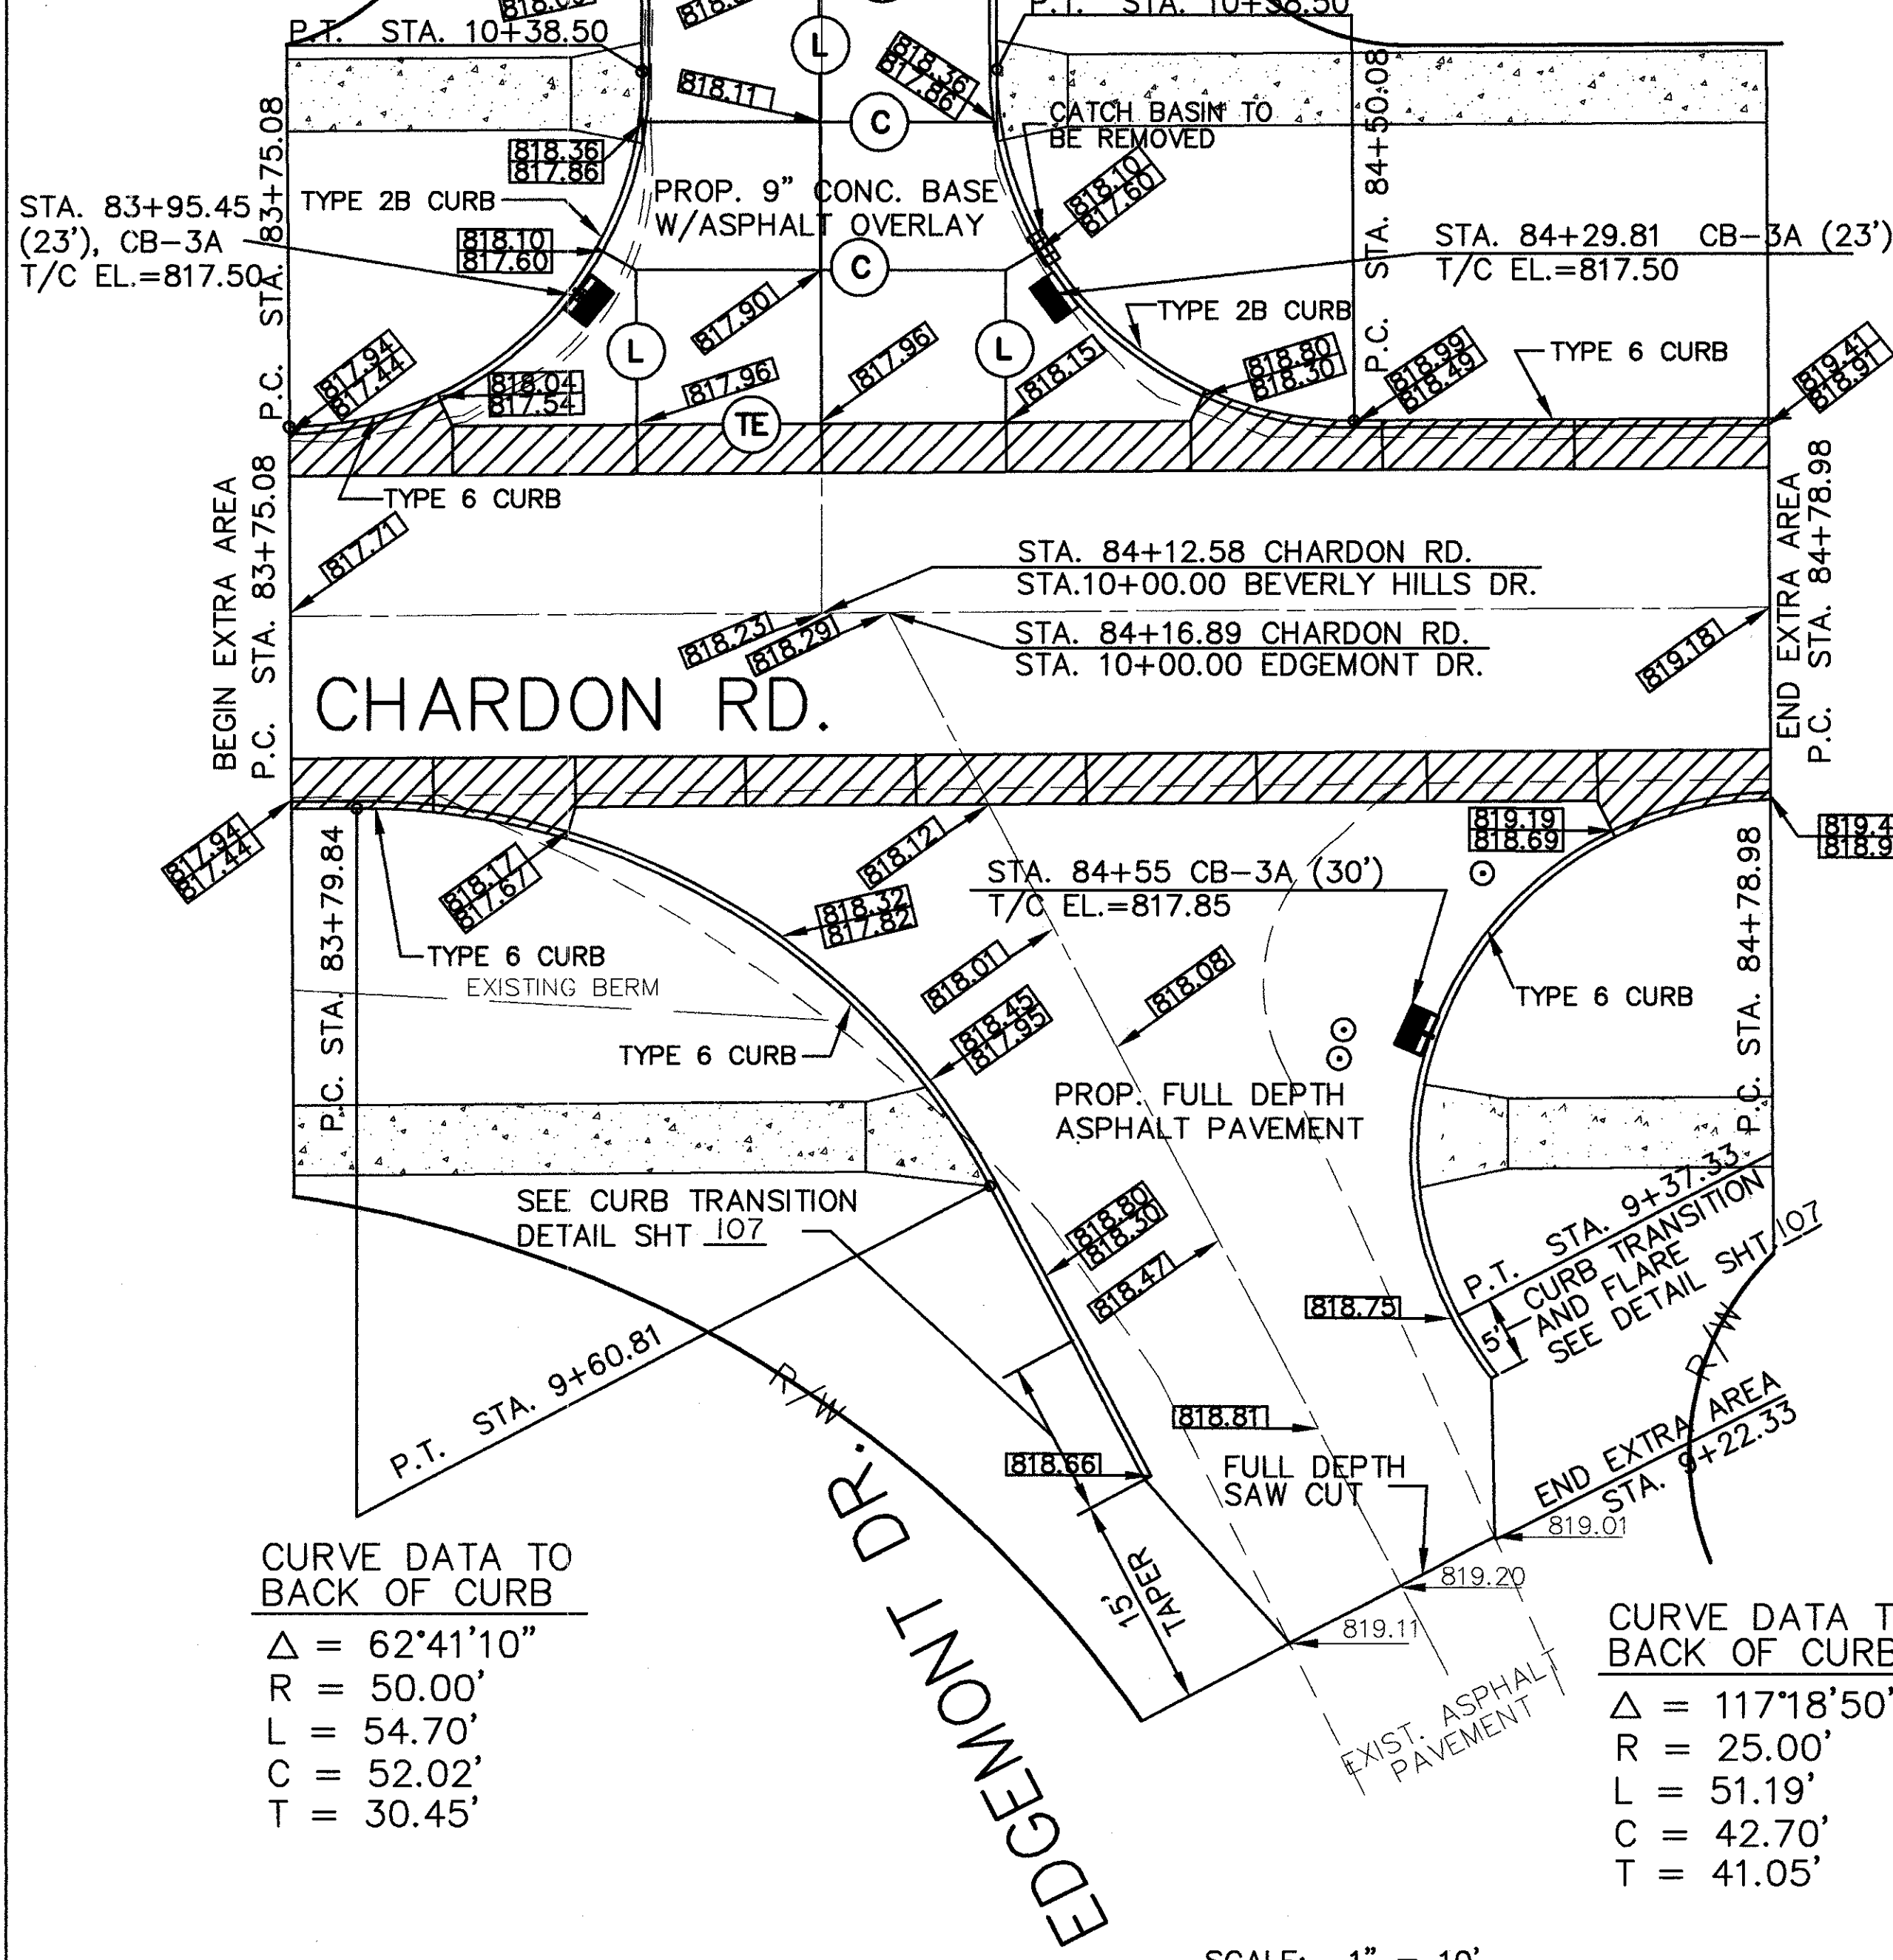 P.T. STA. 10+38.50
P.T. STA. 10+38.50
L
818.11
818.36
817.86
C
CATCH BASIN TO
BE REMOVED
P.C. STA. 83+75.08
P.C. STA. 84+50.08
818.36
817.86
818.10
817.60
STA. 83+95.45
(23'), CB-3A
T/C EL.=817.50
TYPE 2B CURB
PROP. 9" CONC. BASE
W/ASPHALT OVERLAY
818.10
817.60
STA. 84+29.81 CB-3A (23')
T/C EL.=817.50
C
817.90
TYPE 2B CURB
L
L
817.94
817.44
818.04
817.54
817.96
817.96
818.15
818.80
818.30
818.99
818.49
TYPE 6 CURB
819.41
818.91
TE
TYPE 6 CURB
BEGIN EXTRA AREA
P.C. STA. 83+75.08
817.71
STA. 84+12.58 CHARDON RD.
STA.10+00.00 BEVERLY HILLS DR.
818.23
818.29
STA. 84+16.89 CHARDON RD.
STA. 10+00.00 EDGEMONT DR.
819.18
END EXTRA AREA
P.C. STA. 84+78.98
CHARDON RD.
817.94
817.44
818.17
817.67
818.12
819.19
818.69
819.4
818.9
P.C. STA. 83+79.84
818.32
817.82
STA. 84+55 CB-3A (30')
T/C EL.=817.85
P.C. STA. 84+78.98
TYPE 6 CURB
EXISTING BERM
818.01
818.08
TYPE 6 CURB
818.45
817.95
TYPE 6 CURB
PROP. FULL DEPTH
ASPHALT PAVEMENT
SEE CURB TRANSITION
DETAIL SHT 107
818.80
818.30
818.47
818.75
P.T. STA. 9+37.33
CURB TRANSITION
AND FLARE
SEE DETAIL SHT.107
5'
P.T. STA. 9+60.81
R/W
R/W
818.81
818.66
FULL DEPTH
SAW CUT
END EXTRA AREA
STA. 9+22.33
819.01
819.20
819.11
15'
TAPER
EDGEMONT DR.
EXIST. ASPHALT
PAVEMENT
CURVE DATA TO
BACK OF CURB
Δ = 62°41'10"
R = 50.00'
L = 54.70'
C = 52.02'
T = 30.45'
CURVE DATA T
BACK OF CURB
Δ = 117°18'50'
R = 25.00'
L = 51.19'
C = 42.70'
T = 41.05'
SCALE: 1" = 10'